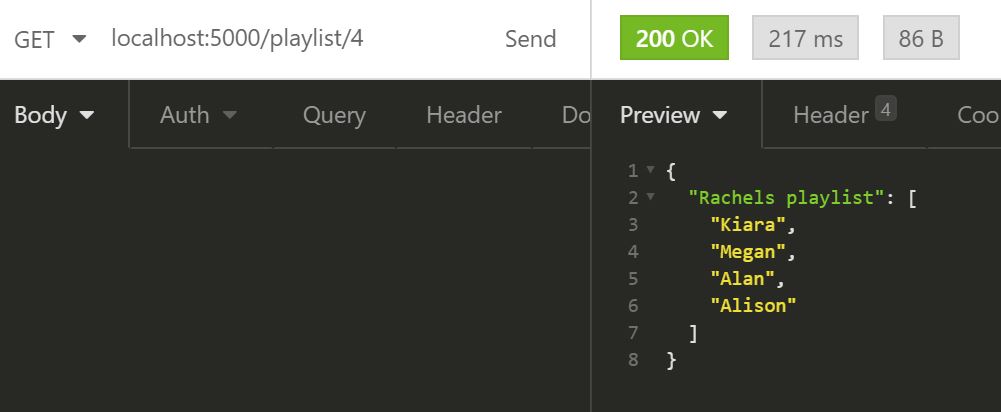 GET localhost:5000/playlist/4 Send 200 OK 217 ms 86 B
Body Auth Query Header Do Preview Header 4 Coo
1 {
2 "Rachels playlist": [
3 "Kiara",
4 "Megan",
5 "Alan",
6 "Alison"
7 ]
8 }